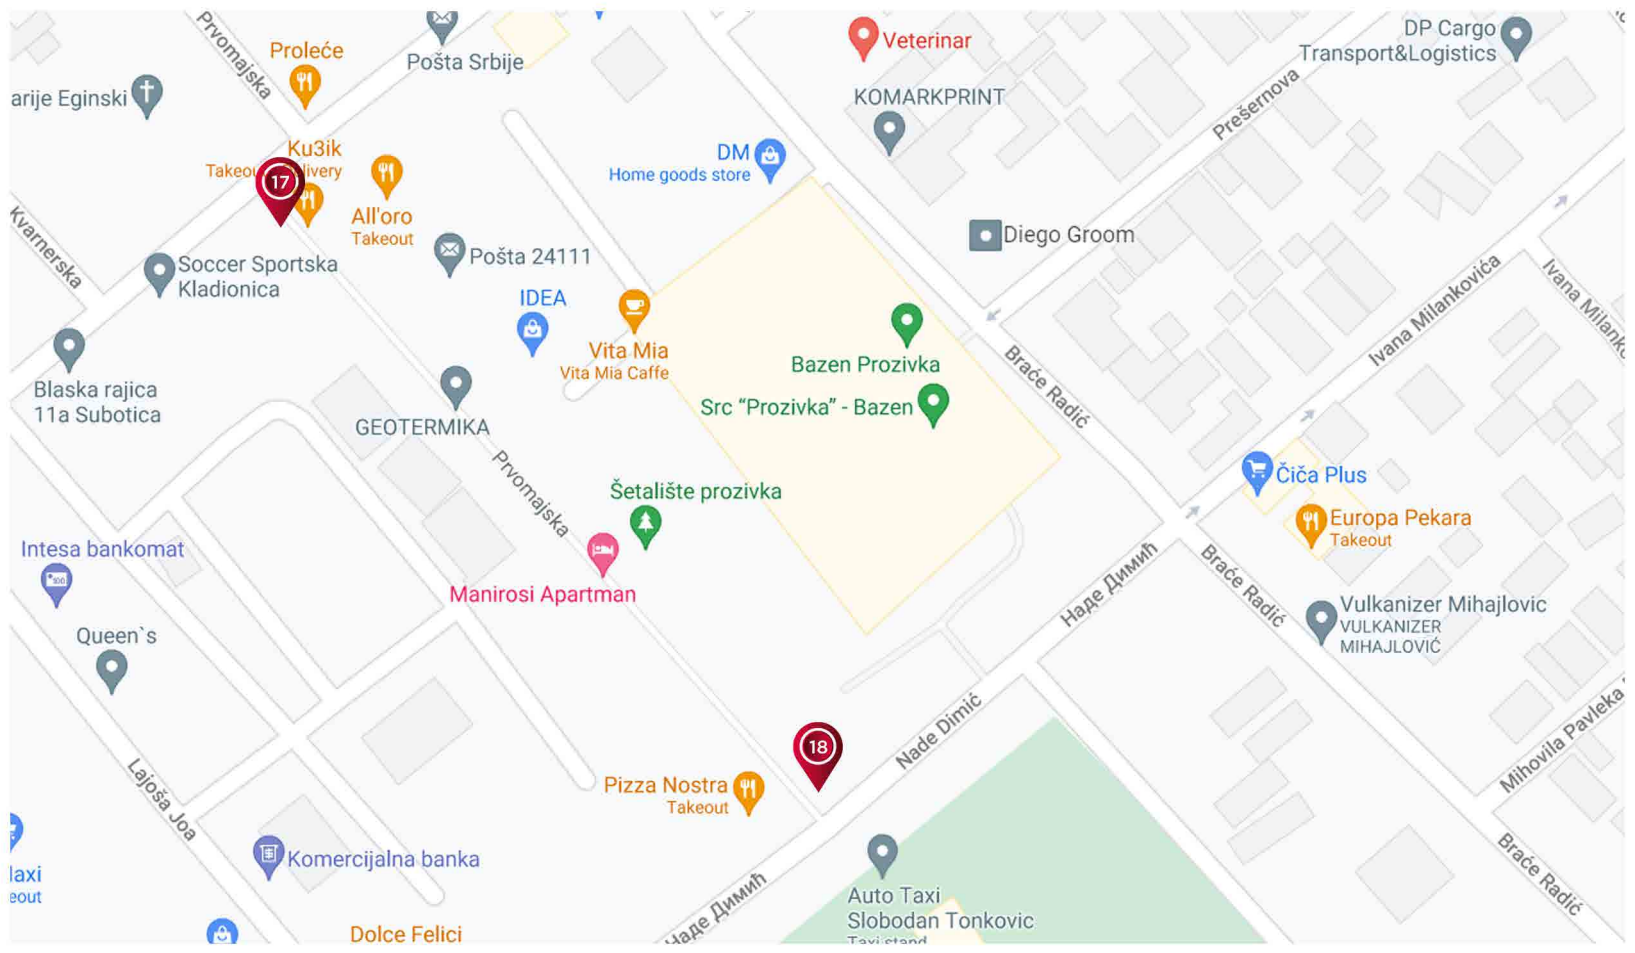 Prvomajska
Proleće
Pošta Srbije
Veterinar
DP Cargo
Transport&Logistics
arije Eginski
KOMARKPRINT
Prešernova
Ku3ik
17
All'oro
Takeout
DM
Home goods store
Diego Groom
Kvarnerska
Soccer Sportska
Kladionica
Pošta 24111
IDEA
Vita Mia
Vita Mia Caffe
Bazen Prozivka
Src “Prozivka” - Bazen
Braće Radić
Ivana Milankovića
Ivana Milank
Blaska rajica
11a Subotica
GEOTERMIKA
Prvomajska
Šetalište prozivka
Čiča Plus
Europa Pekara
Takeout
Intesa bankomat
Manirosi Apartman
Наде Димић
Braće Radić
Vulkanizer Mihajlovic
VULKANIZER
MIHAJLOVIĆ
Queen`s
Nade Dimić
Mihovila Pavleka
18
Lajoša Joa
Pizza Nostra
Takeout
Komercijalna banka
Auto Taxi
Slobodan Tonkovic
Taxi stand
Braće Radić
Наде Димић
Dolce Felici